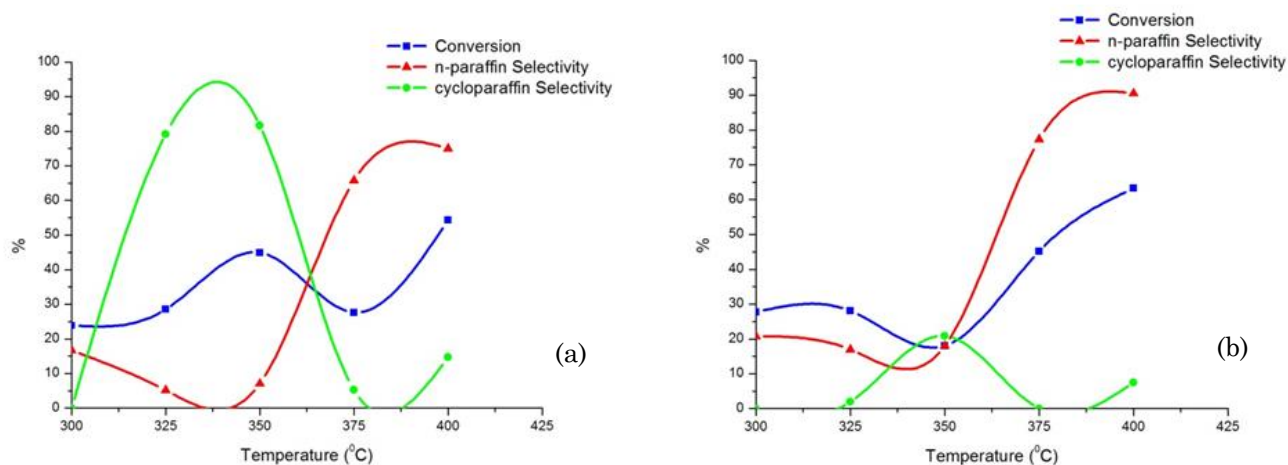 Conversion
n-paraffin Selectivity
cycloparaffin Selectivity
100
90
80
70
60
50
40
30
20
10
0
%
300 325 350 375 400 425
Temperature (⁰C)
(a)
Conversion
n-paraffin Selectivity
cycloparaffin Selectivity
100
90
80
70
60
50
40
30
20
10
0
%
300 325 350 375 400 425
Temperature (⁰C)
(b)